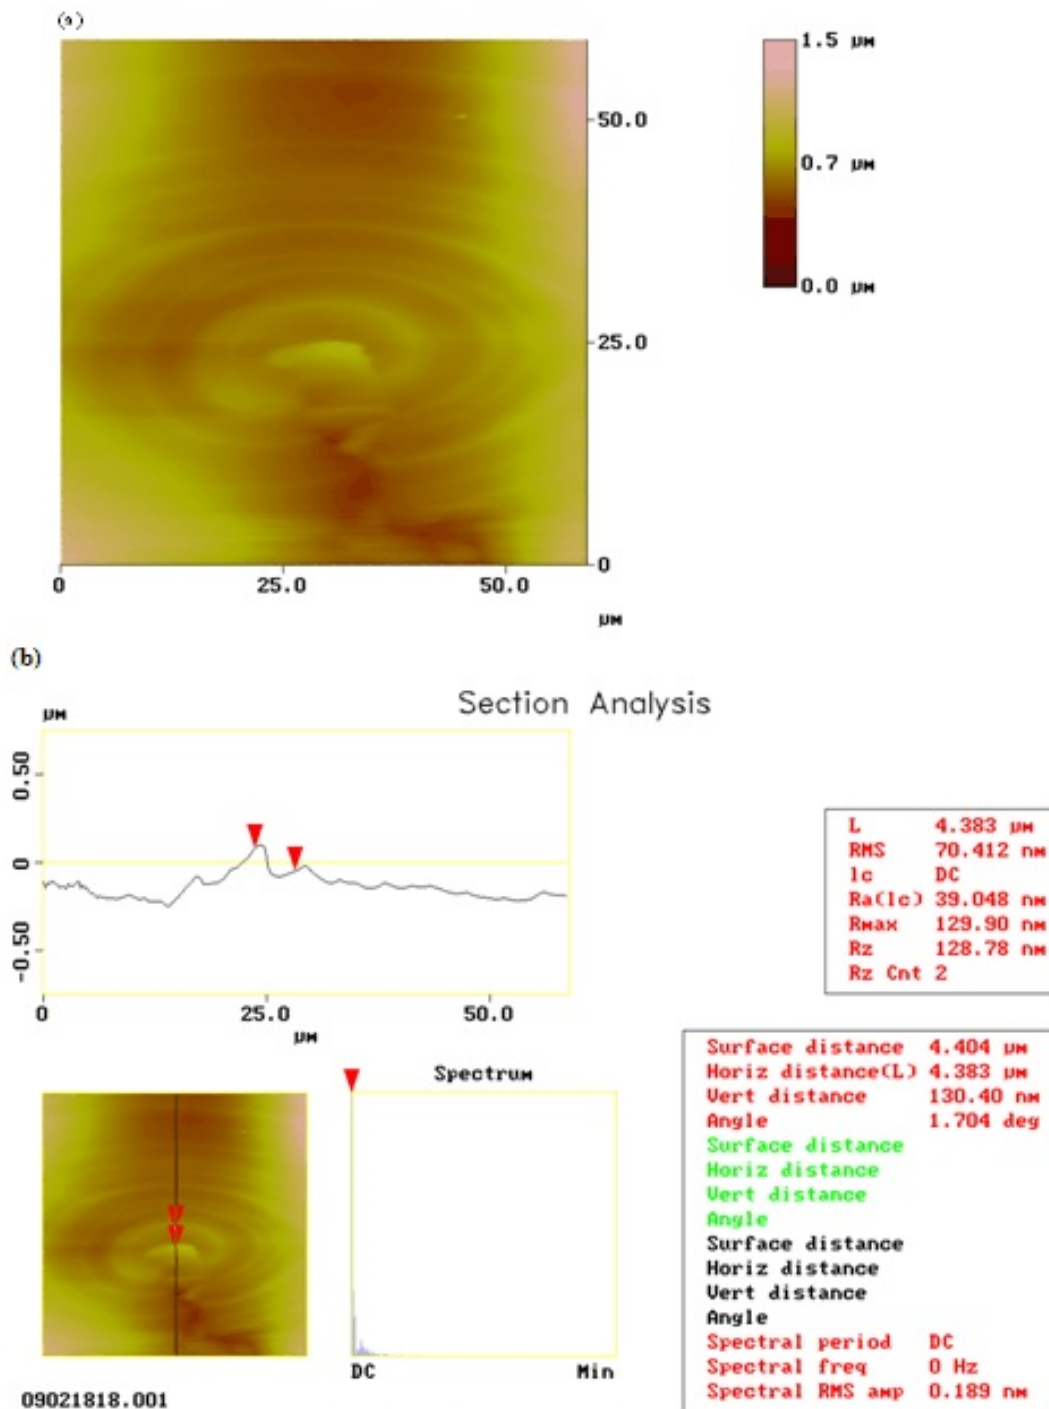 (a)
1.5 µm
50.0
0.7 µm
0.0 µm
25.0
0
0 25.0 50.0
µm
(b)
Section Analysis
µm
0.50
0
-0.50
0 25.0 50.0
µm
L 4.383 µm
RMS 70.412 nm
lc DC
Ra(lc) 39.048 nm
Rmax 129.90 nm
Rz 128.78 nm
Rz Cnt 2
Spectrum
DC Min
Surface distance 4.404 µm
Horiz distance(L) 4.383 µm
Vert distance 130.40 nm
Angle 1.704 deg
Surface distance
Horiz distance
Vert distance
Angle
Surface distance
Horiz distance
Vert distance
Angle
Spectral period DC
Spectral freq 0 Hz
Spectral RMS amp 0.189 nm
09021818.001